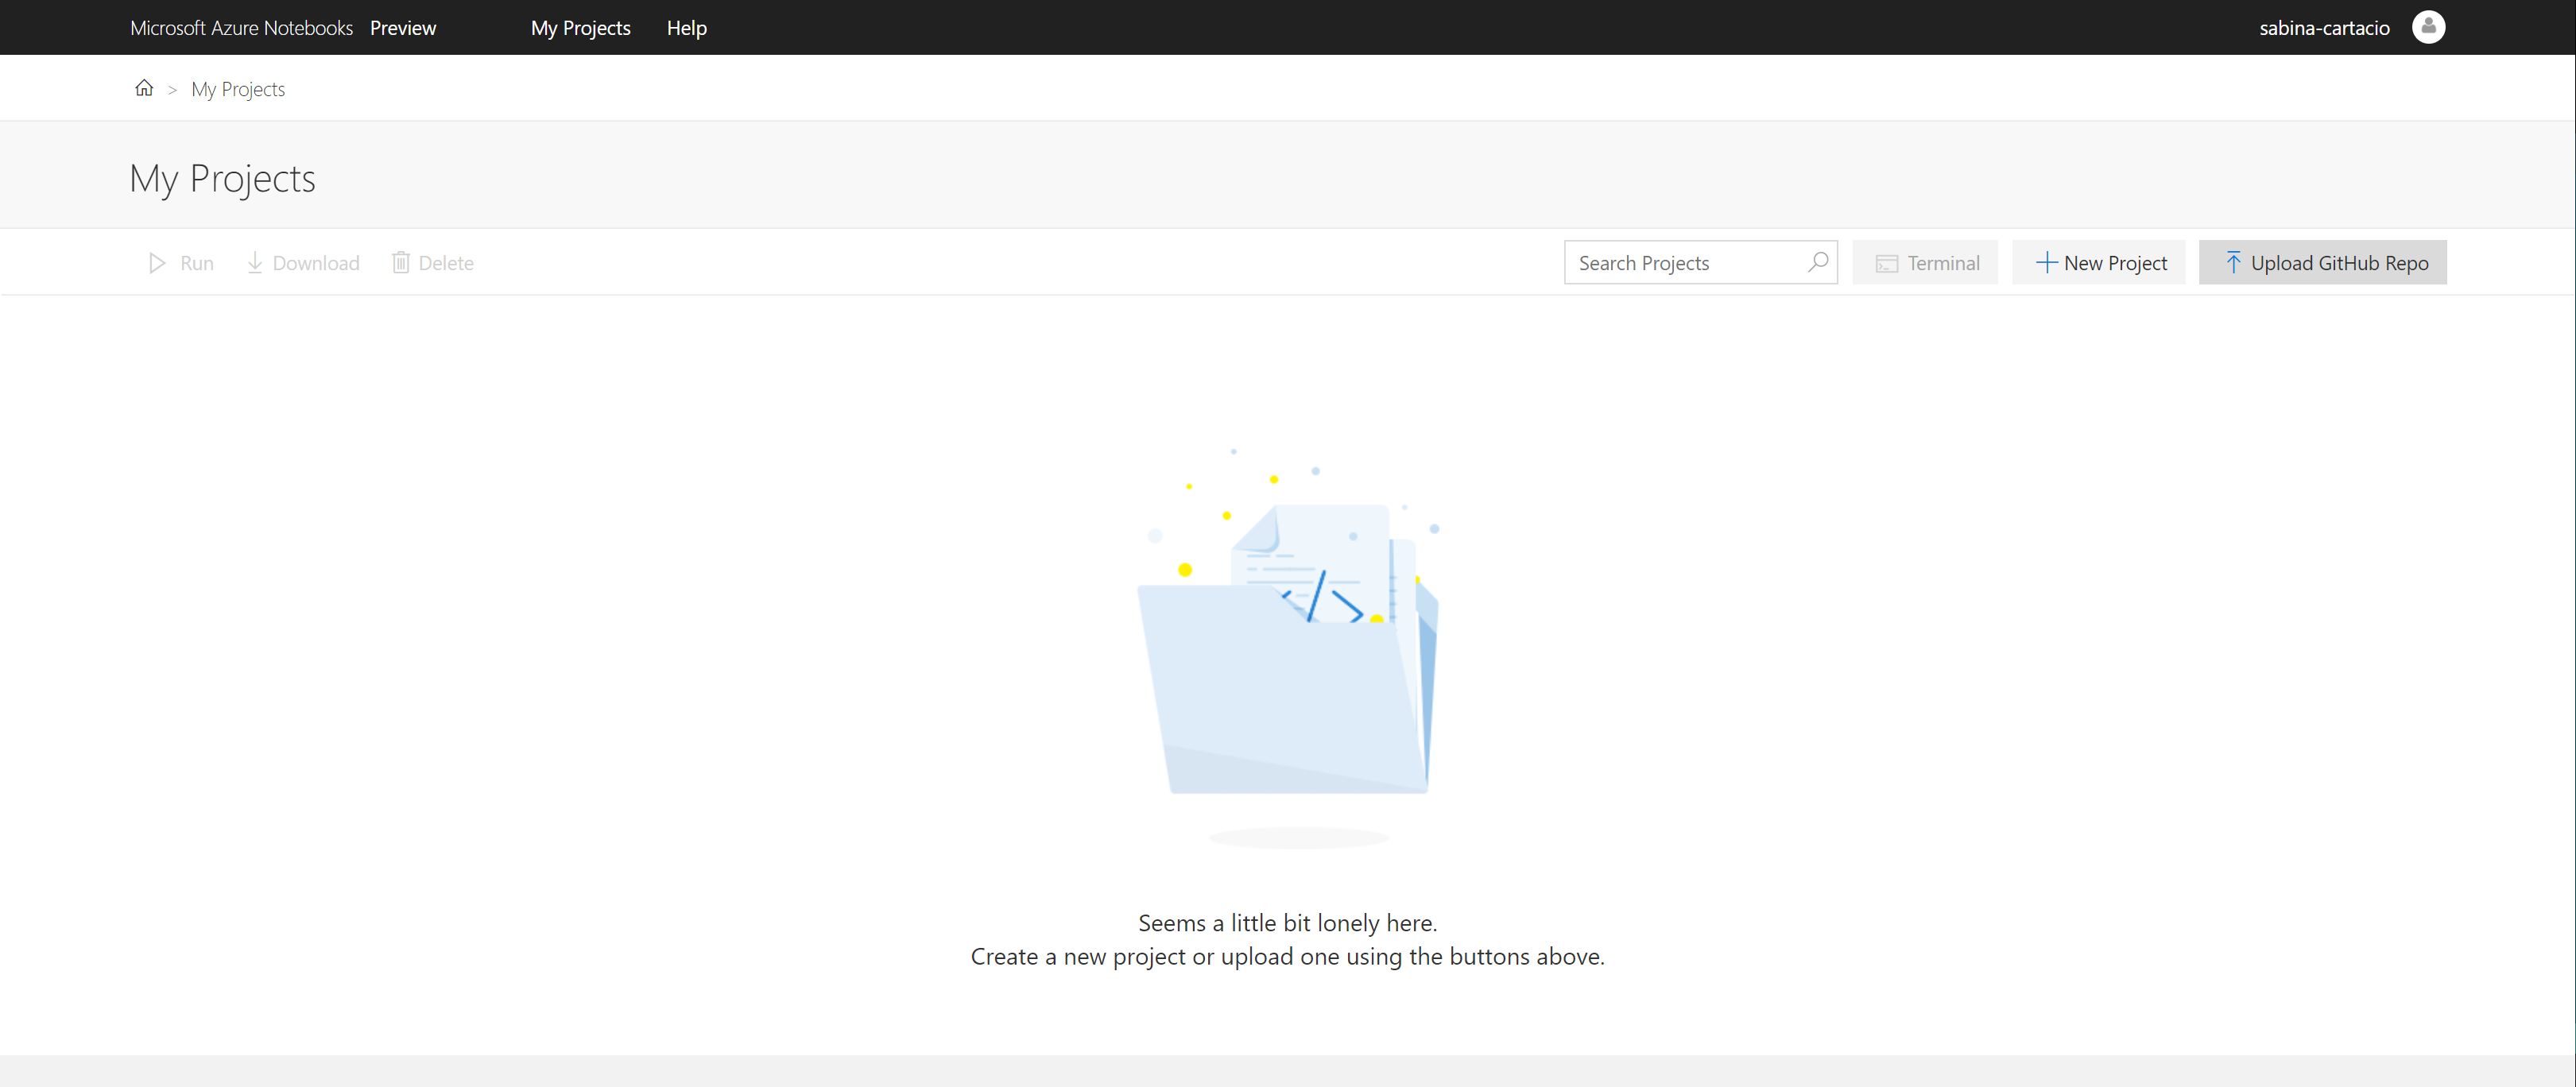 Microsoft Azure Notebooks Preview My Projects Help sabina-cartacio
> My Projects
My Projects
Run Download Delete Search Projects Terminal New Project Upload GitHub Repo
Seems a little bit lonely here.
Create a new project or upload one using the buttons above.